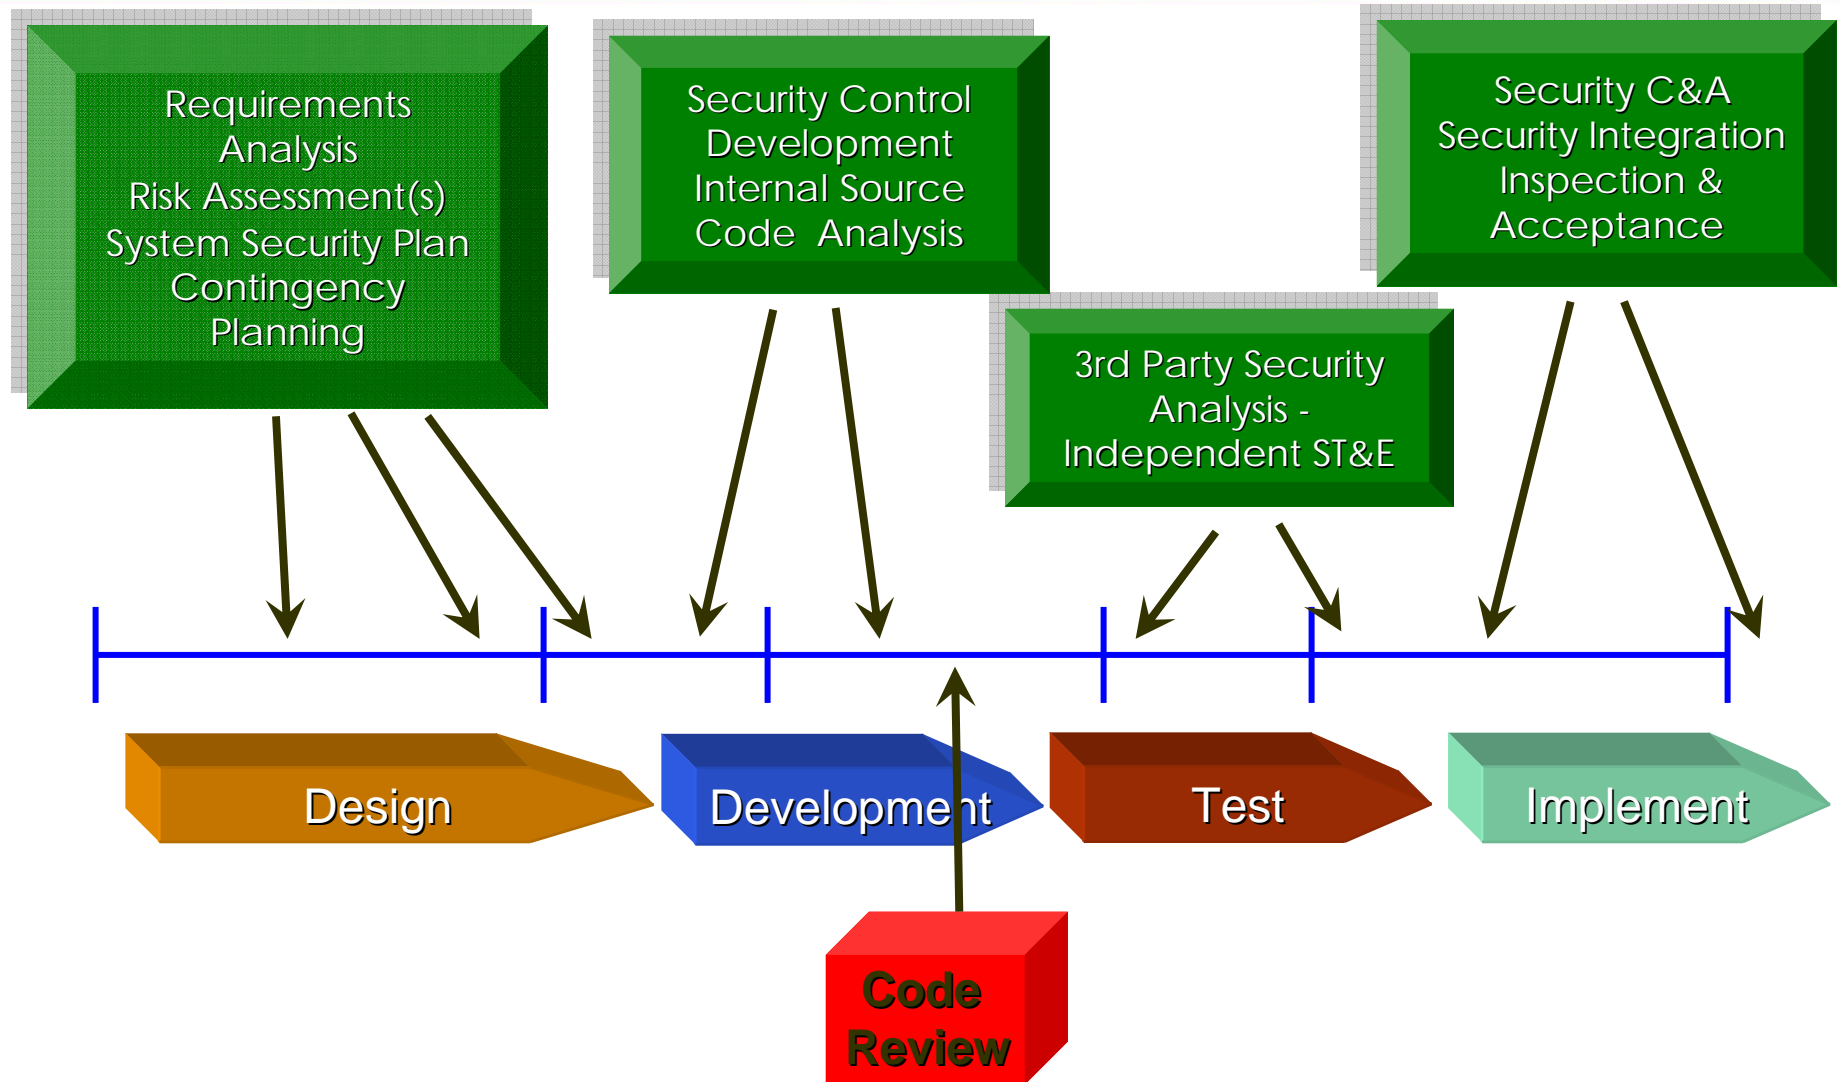 Requirements
Analysis
Risk Assessment(s)
System Security Plan
Contingency
Planning
Security Control
Development
Internal Source
Code Analysis
3rd Party Security
Analysis -
Independent ST&E
Security C&A
Security Integration
Inspection &
Acceptance
Design
Development
Test
Implement
Code
Review